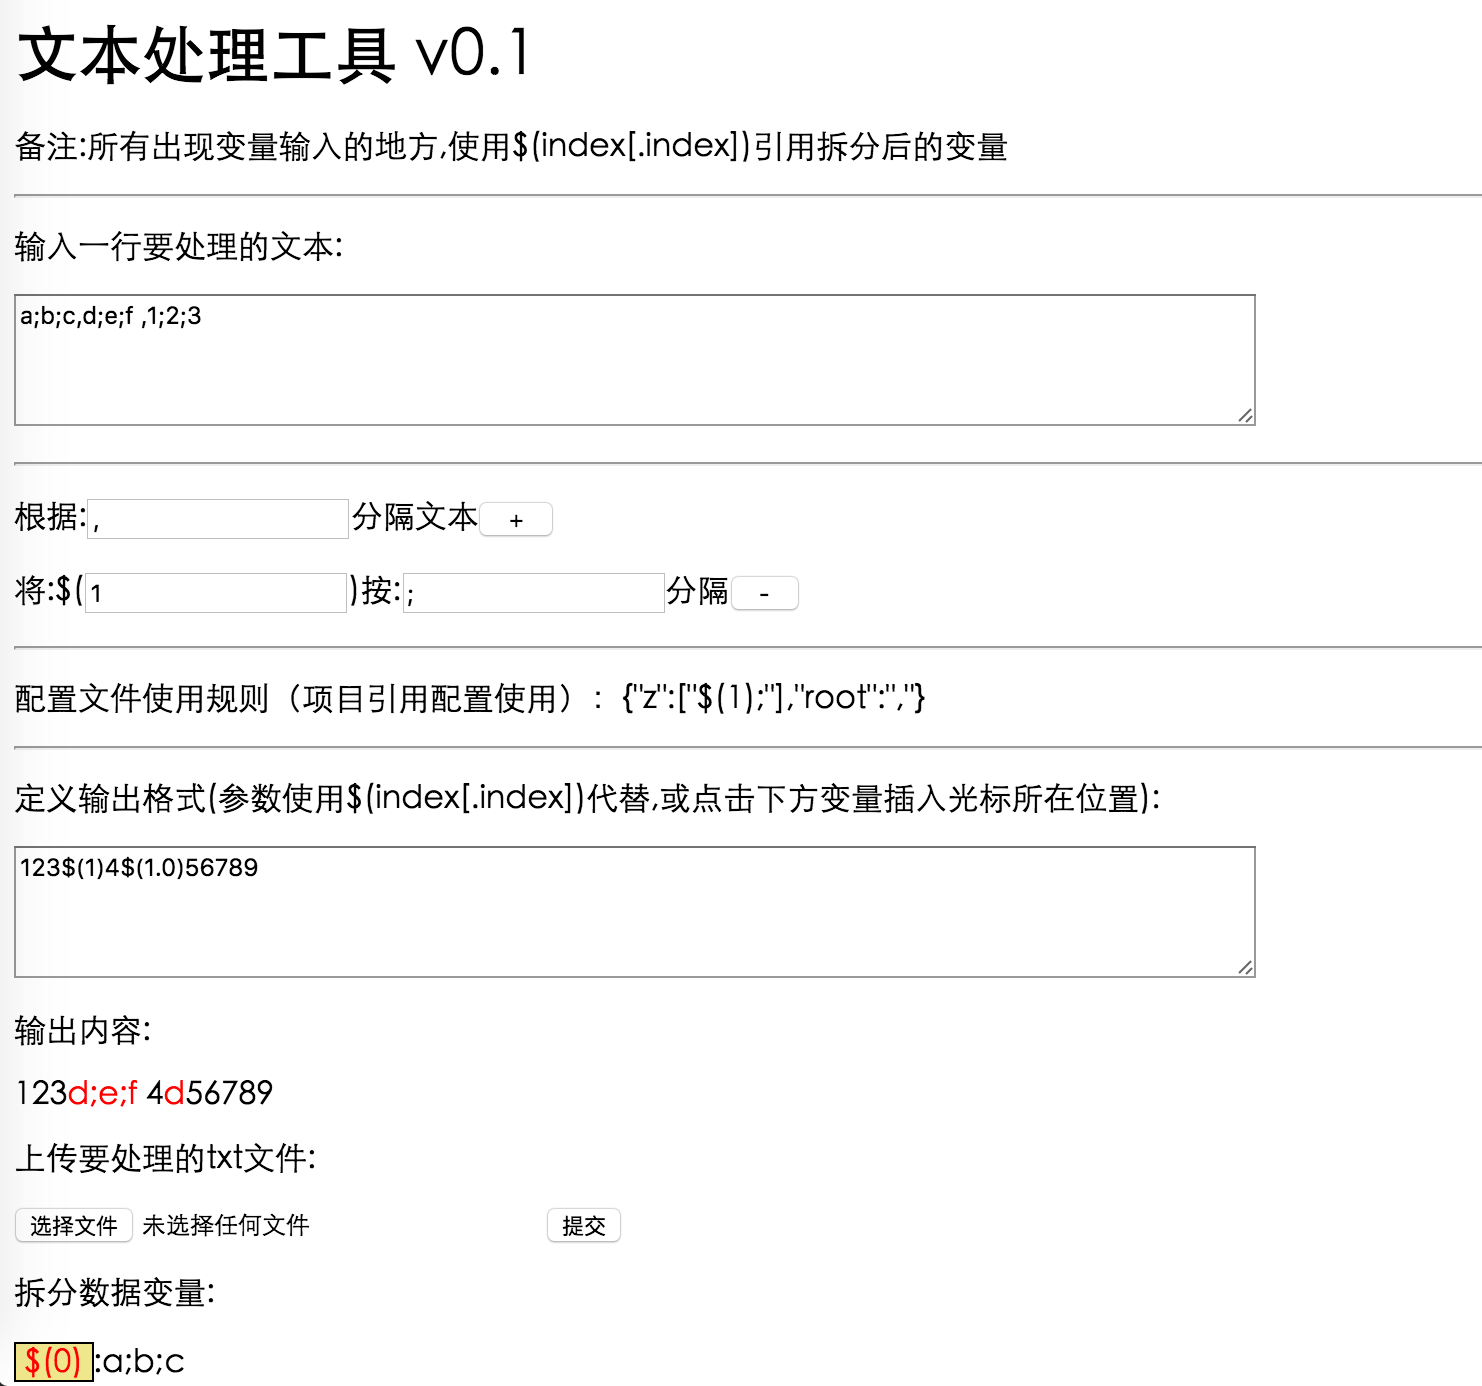 文本处理工具 v0.1
备注:所有出现变量输入的地方,使用$(index[.index])引用拆分后的变量
输入一行要处理的文本:
a;b;c,d;e;f ,1;2;3
根据:, 分隔文本 +
将:$(1)按:; 分隔 -
配置文件使用规则（项目引用配置使用）：{"z":["$(1);"],"root":","}
定义输出格式(参数使用$(index[.index])代替,或点击下方变量插入光标所在位置):
123$(1)4$(1.0)56789
输出内容:
123d;e;f 4d56789
上传要处理的txt文件:
选择文件 未选择任何文件 提交
拆分数据变量:
$(0):a;b;c